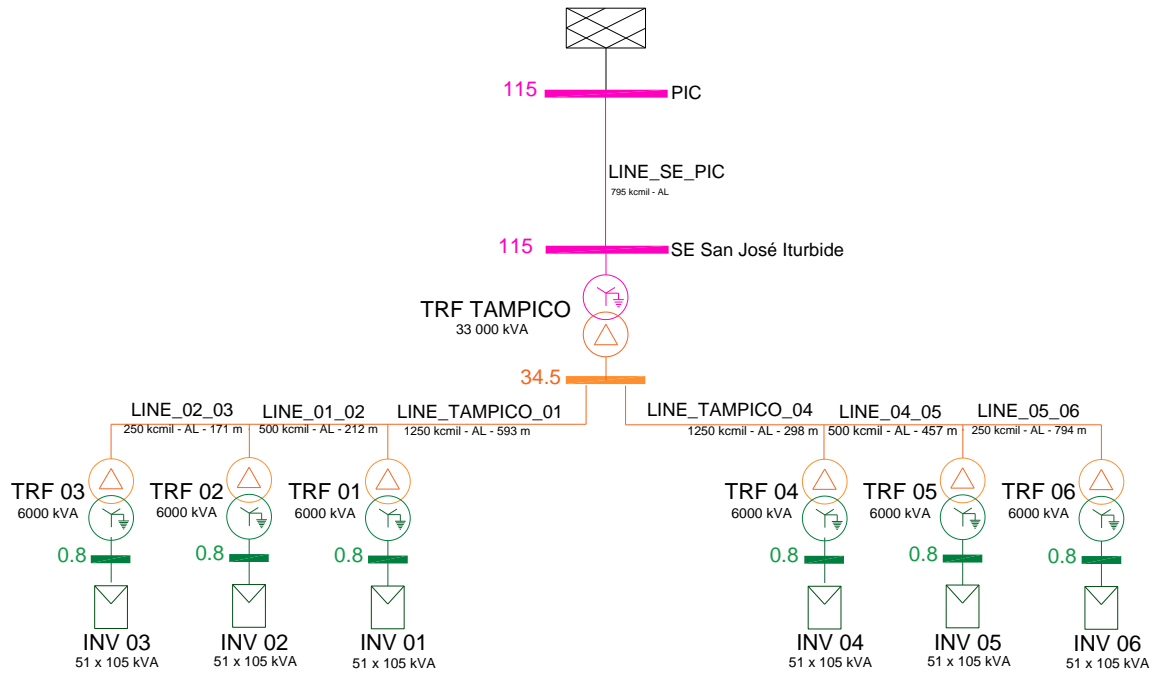 115 PIC
LINE_SE_PIC
795 kcmil - AL
115 SE San José Iturbide
TRF TAMPICO
33 000 kVA
34.5
LINE_02_03 LINE_01_02 LINE_TAMPICO_01 LINE_TAMPICO_04 LINE_04_05 LINE_05_06
250 kcmil - AL - 171 m 500 kcmil - AL - 212 m 1250 kcmil - AL - 593 m 1250 kcmil - AL - 298 m 500 kcmil - AL - 457 m 250 kcmil - AL - 794 m
TRF 03 TRF 02 TRF 01 TRF 04 TRF 05 TRF 06
6000 kVA 6000 kVA 6000 kVA 6000 kVA 6000 kVA 6000 kVA
0.8 0.8 0.8 0.8 0.8 0.8
INV 03 INV 02 INV 01 INV 04 INV 05 INV 06
51 x 105 kVA 51 x 105 kVA 51 x 105 kVA 51 x 105 kVA 51 x 105 kVA 51 x 105 kVA